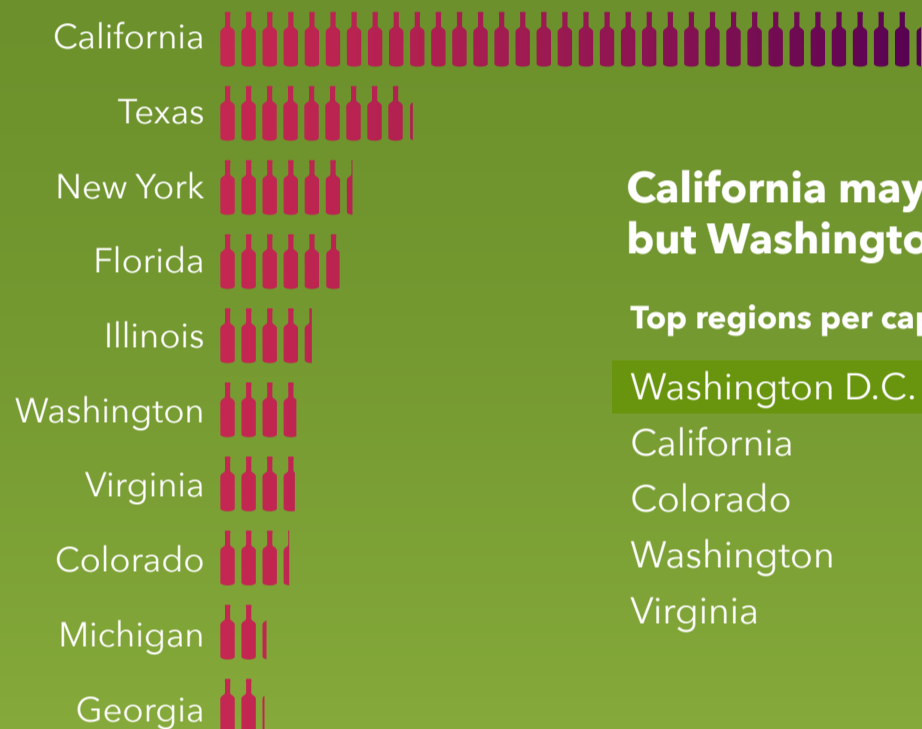 California
Texas
New York
Florida
Illinois
Washington
Virginia
Colorado
Michigan
Georgia
California may
but Washingto
Top regions per cap
Washington D.C.
California
Colorado
Washington
Virginia